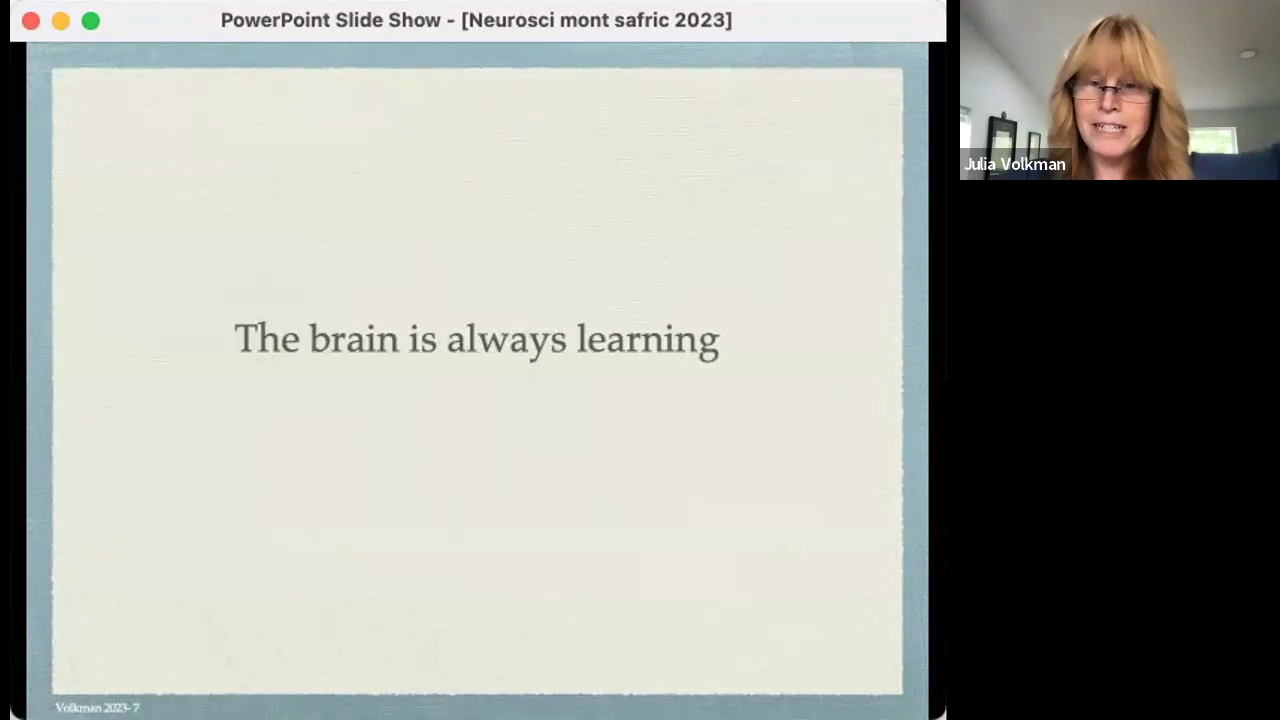 PowerPoint Slide Show - [Neurosci mont safric 2023]
Julia Volkman
The brain is always learning
Volkman 2023- 7